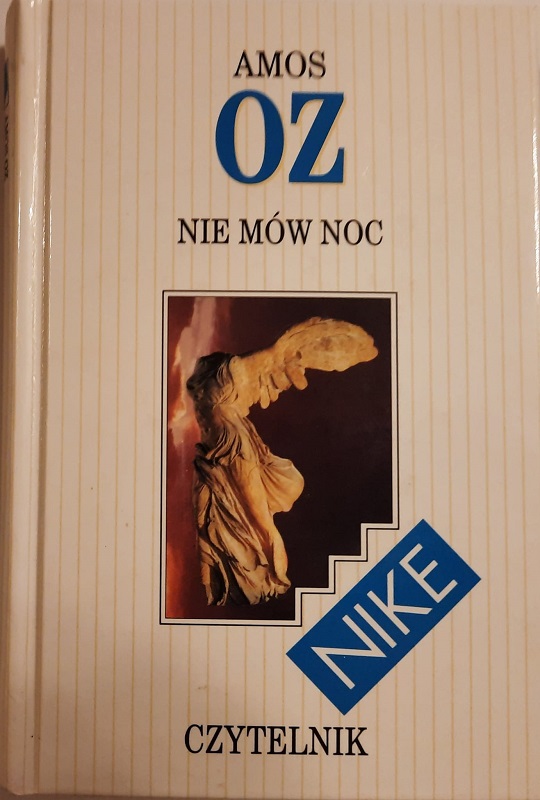 AMOS
OZ
NIE MÓW NOC
NIKE
CZYTELNIK